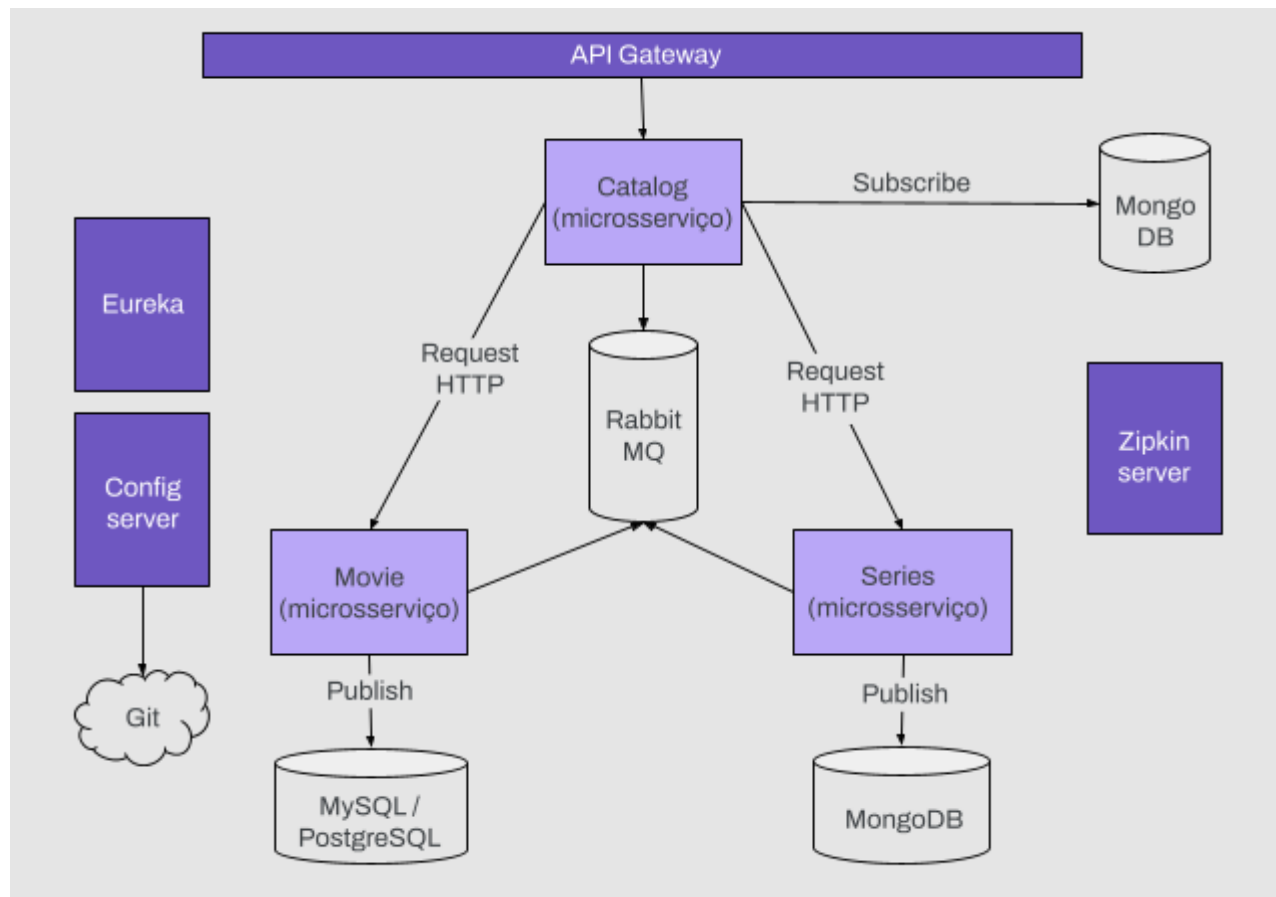 API Gateway
Catalog
(microsserviço)
Subscribe
Mongo
DB
Eureka
Request
HTTP
Request
HTTP
Rabbit
MQ
Config
server
Zipkin
server
Movie
(microsserviço)
Series
(microsserviço)
Git
Publish
Publish
MySQL /
PostgreSQL
MongoDB